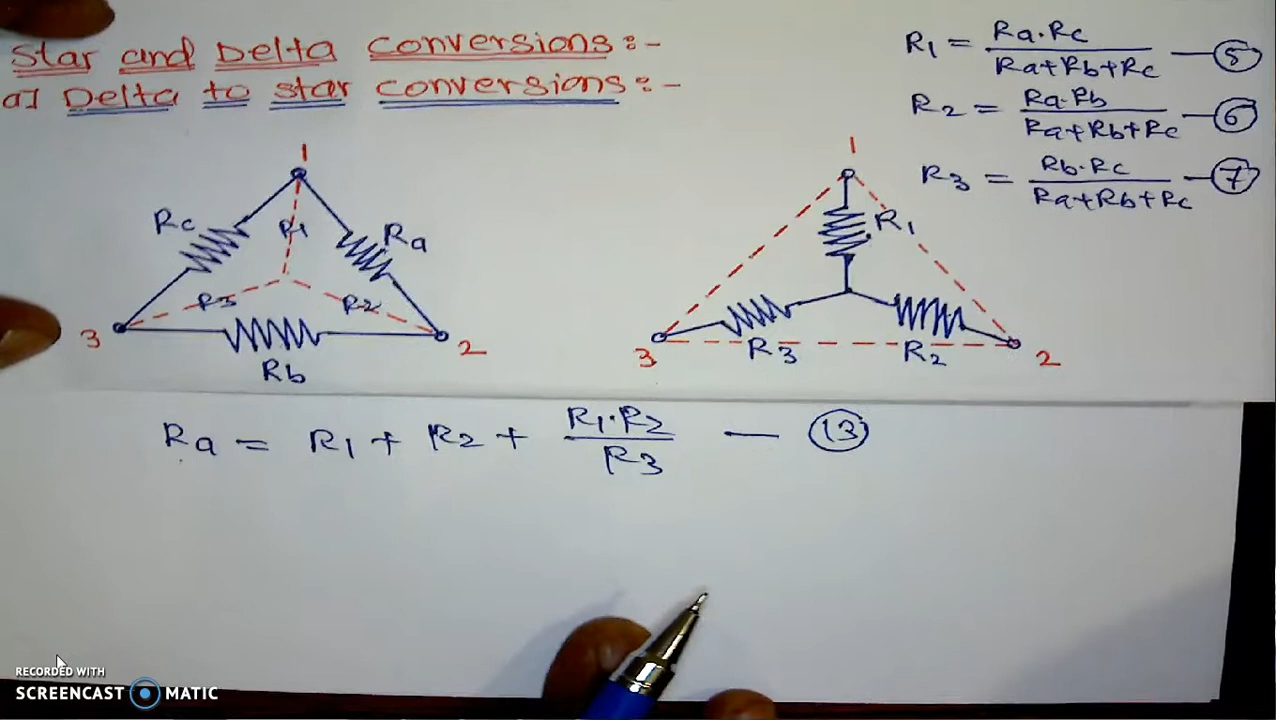 Star and Delta conversions:-
a] Delta to star conversions:-
R1 = Ra.Rc / Ra+Rb+Rc — 5
R2 = Ra.Rb / Ra+Rb+Rc — 6
R3 = Rb.Rc / Ra+Rb+Rc — 7
1
Rc R1 Ra
R3 R2
3 2
Rb
1
R1
3 R3 R2 2
Ra = R1 + R2 + R1.R2 / R3 — 13
RECORDED WITH
SCREENCAST MATIC